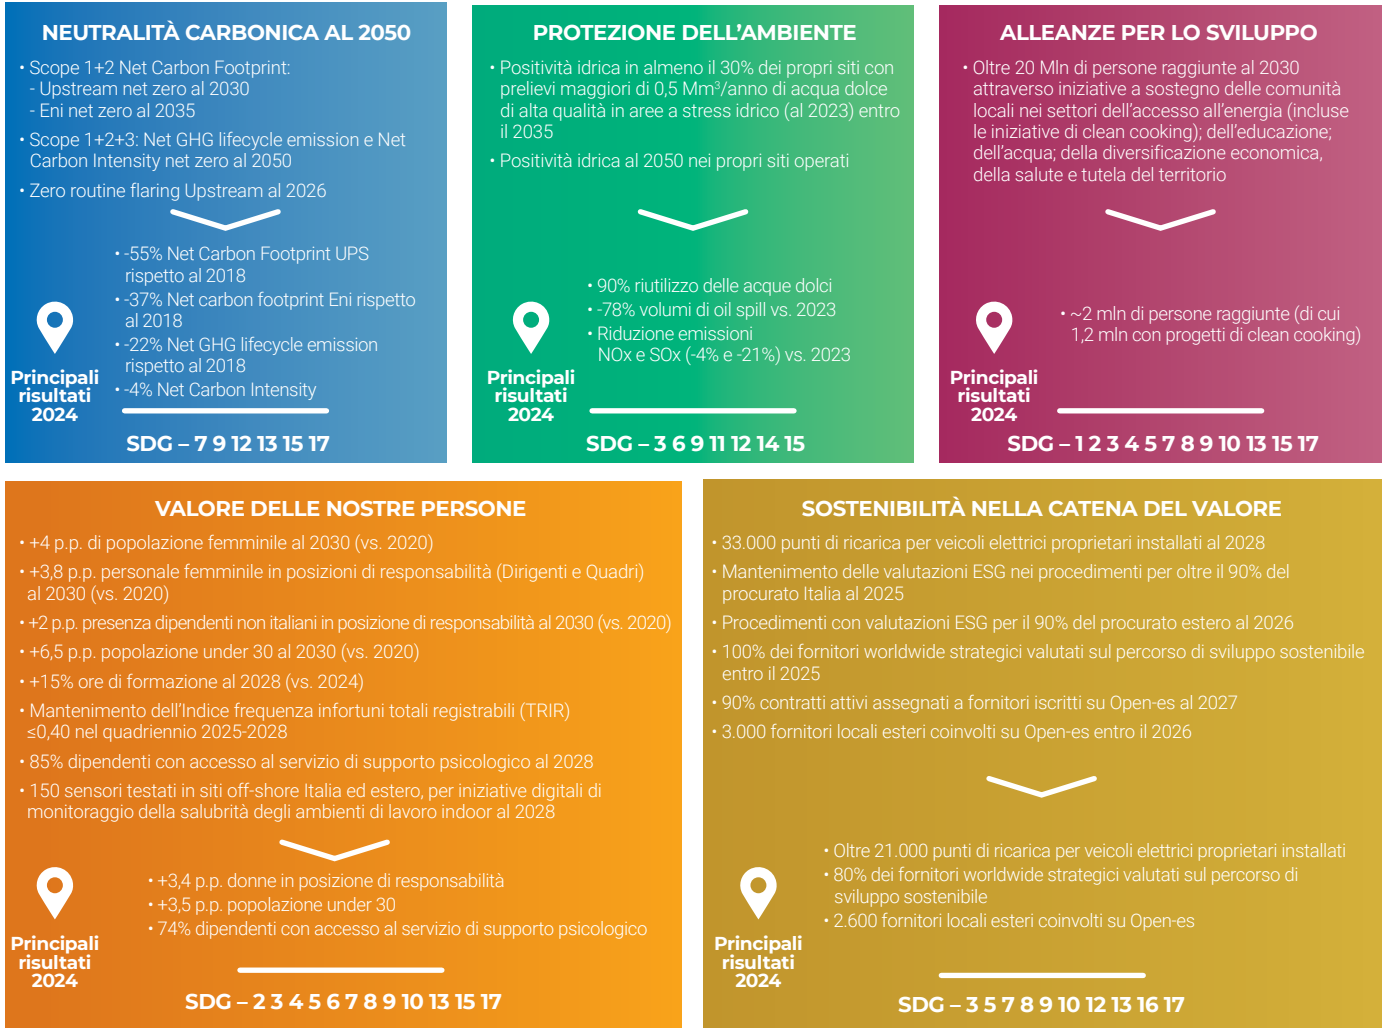 NEUTRALITÀ CARBONICA AL 2050
• Scope 1+2 Net Carbon Footprint:
- Upstream net zero al 2030
- Eni net zero al 2035
• Scope 1+2+3: Net GHG lifecycle emission e Net
Carbon Intensity net zero al 2050
• Zero routine flaring Upstream al 2026
• -55% Net Carbon Footprint UPS
rispetto al 2018
• -37% Net carbon footprint Eni rispetto
al 2018
• -22% Net GHG lifecycle emission
rispetto al 2018
• -4% Net Carbon Intensity
Principali
risultati
2024
SDG – 7 9 12 13 15 17
PROTEZIONE DELL'AMBIENTE
• Positività idrica in almeno il 30% dei propri siti con
prelievi maggiori di 0,5 Mm³/anno di acqua dolce
di alta qualità in aree a stress idrico (al 2023) entro
il 2035
• Positività idrica al 2050 nei propri siti operati
• 90% riutilizzo delle acque dolci
• -78% volumi di oil spill vs. 2023
• Riduzione emissioni
NOx e SOx (-4% e -21%) vs. 2023
Principali
risultati
2024
SDG – 3 6 9 11 12 14 15
ALLEANZE PER LO SVILUPPO
• Oltre 20 Mln di persone raggiunte al 2030
attraverso iniziative a sostegno delle comunità
locali nei settori dell'accesso all'energia (incluse
le iniziative di clean cooking); dell'educazione;
dell'acqua; della diversificazione economica,
della salute e tutela del territorio
• ~2 mln di persone raggiunte (di cui
1,2 mln con progetti di clean cooking)
Principali
risultati
2024
SDG – 1 2 3 4 5 7 8 9 10 13 15 17
VALORE DELLE NOSTRE PERSONE
• +4 p.p. di popolazione femminile al 2030 (vs. 2020)
• +3,8 p.p. personale femminile in posizioni di responsabilità (Dirigenti e Quadri)
al 2030 (vs. 2020)
• +2 p.p. presenza dipendenti non italiani in posizione di responsabilità al 2030 (vs. 2020)
• +6,5 p.p. popolazione under 30 al 2030 (vs. 2020)
• +15% ore di formazione al 2028 (vs. 2024)
• Mantenimento dell'Indice frequenza infortuni totali registrabili (TRIR)
≤0,40 nel quadriennio 2025-2028
• 85% dipendenti con accesso al servizio di supporto psicologico al 2028
• 150 sensori testati in siti off-shore Italia ed estero, per iniziative digitali di
monitoraggio della salubrità degli ambienti di lavoro indoor al 2028
• +3,4 p.p. donne in posizione di responsabilità
• +3,5 p.p. popolazione under 30
• 74% dipendenti con accesso al servizio di supporto psicologico
Principali
risultati
2024
SDG – 2 3 4 5 6 7 8 9 10 13 15 17
SOSTENIBILITÀ NELLA CATENA DEL VALORE
• 33.000 punti di ricarica per veicoli elettrici proprietari installati al 2028
• Mantenimento delle valutazioni ESG nei procedimenti per oltre il 90% del
procurato Italia al 2025
• Procedimenti con valutazioni ESG per il 90% del procurato estero al 2026
• 100% dei fornitori worldwide strategici valutati sul percorso di sviluppo sostenibile
entro il 2025
• 90% contratti attivi assegnati a fornitori iscritti su Open-es al 2027
• 3.000 fornitori locali esteri coinvolti su Open-es entro il 2026
• Oltre 21.000 punti di ricarica per veicoli elettrici proprietari installati
• 80% dei fornitori worldwide strategici valutati sul percorso di
sviluppo sostenibile
• 2.600 fornitori locali esteri coinvolti su Open-es
Principali
risultati
2024
SDG – 3 5 7 8 9 10 12 13 16 17